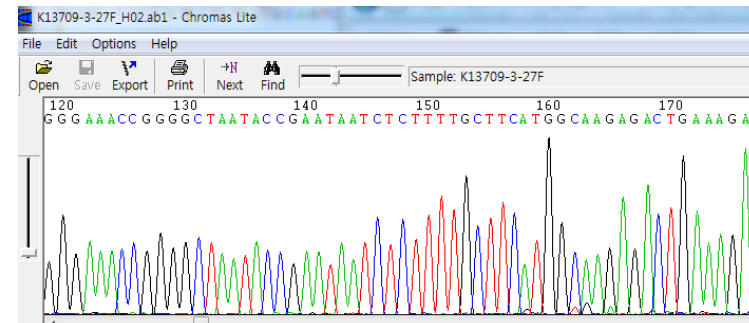 K13709-3-27F_H02.ab1 - Chromas Lite
File Edit Options Help
→N
Open Save Export Print Next Find Sample: K13709-3-27F
120 130 140 150 160 170
G G G A A A C C G G G G C T A A T A C C G A A T A A T C T C T T T T G C T T C A T G G C A A G A G A C T G A A A G A